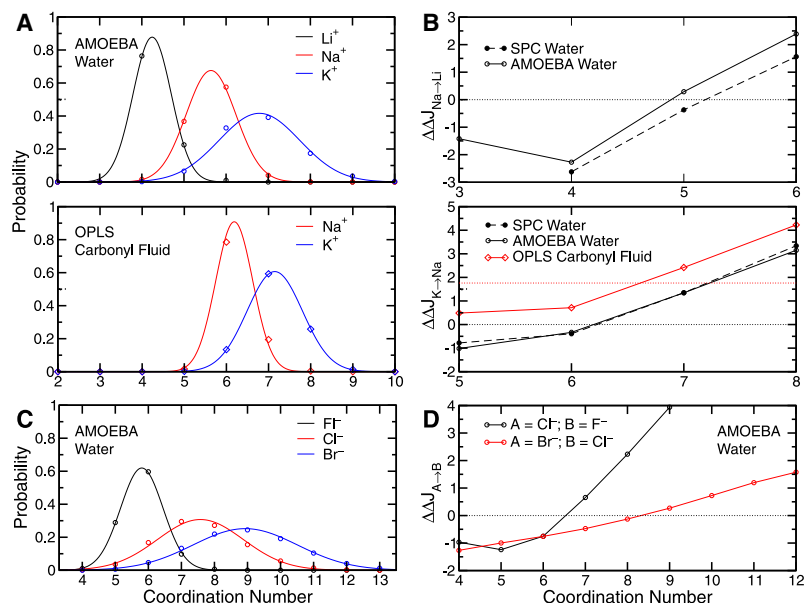 A
AMOEBA
Water
Li⁺
Na⁺
K⁺
1
0.8
0.6
0.4
0.2
0
Probability
OPLS
Carbonyl Fluid
Na⁺
K⁺
1
0.8
0.6
0.4
0.2
0
2 3 4 5 6 7 8 9 10
B
SPC Water
AMOEBA Water
2
1
0
-1
-2
-3
3 4 5 6
ΔΔJNa→Li
SPC Water
AMOEBA Water
OPLS Carbonyl Fluid
5
4
3
2
1
0
-1
-2
5 6 7 8
ΔΔJK→Na
C
AMOEBA
Water
Fl⁻
Cl⁻
Br⁻
1
0.8
0.6
0.4
0.2
0
Probability
4 5 6 7 8 9 10 11 12 13
Coordination Number
D
A = Cl⁻; B = F⁻
A = Br⁻; B = Cl⁻
AMOEBA
Water
4
3
2
1
0
-1
-2
ΔΔJA→B
4 5 6 7 8 9 10 11 12
Coordination Number